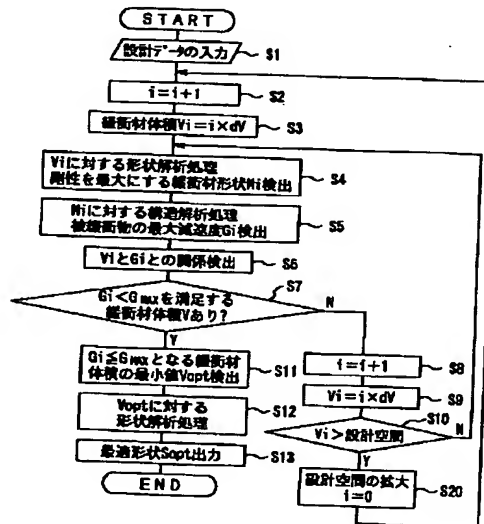 START
設計データの入力
S1
i=i+1
S2
緩衝材体積Vi=i×dV
S3
Viに対する形状解析処理
剛性を最大にする緩衝材形状Mi検出
S4
Miに対する構造解析処理
被緩衝物の最大減速度Gi検出
S5
ViとGiとの関係検出
S6
Gi<Gmaxを満足する
緩衝材体積Vあり?
S7
N
Y
Gi≦Gmaxとなる緩衝材
体積の最小値Vopt検出
S11
Voptに対する
形状解析処理
S12
最適形状Sopt出力
S13
END
i=i+1
S8
Vi=i×dV
S9
Vi>設計空間
S10
N
Y
設計空間の拡大
i=0
S20